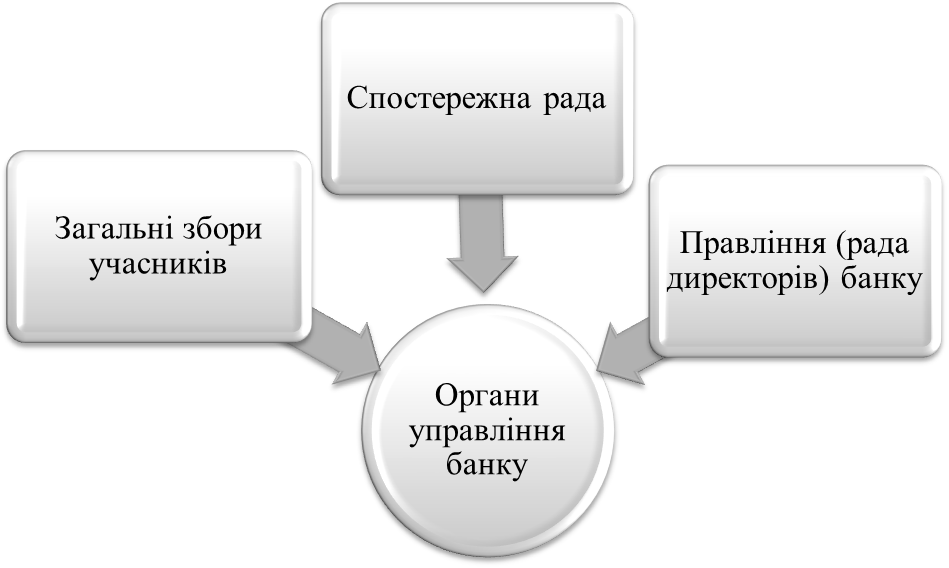 Спостережна рада
Загальні збори
учасників
Правління (рада
директорів) банку
Органи
управління
банку